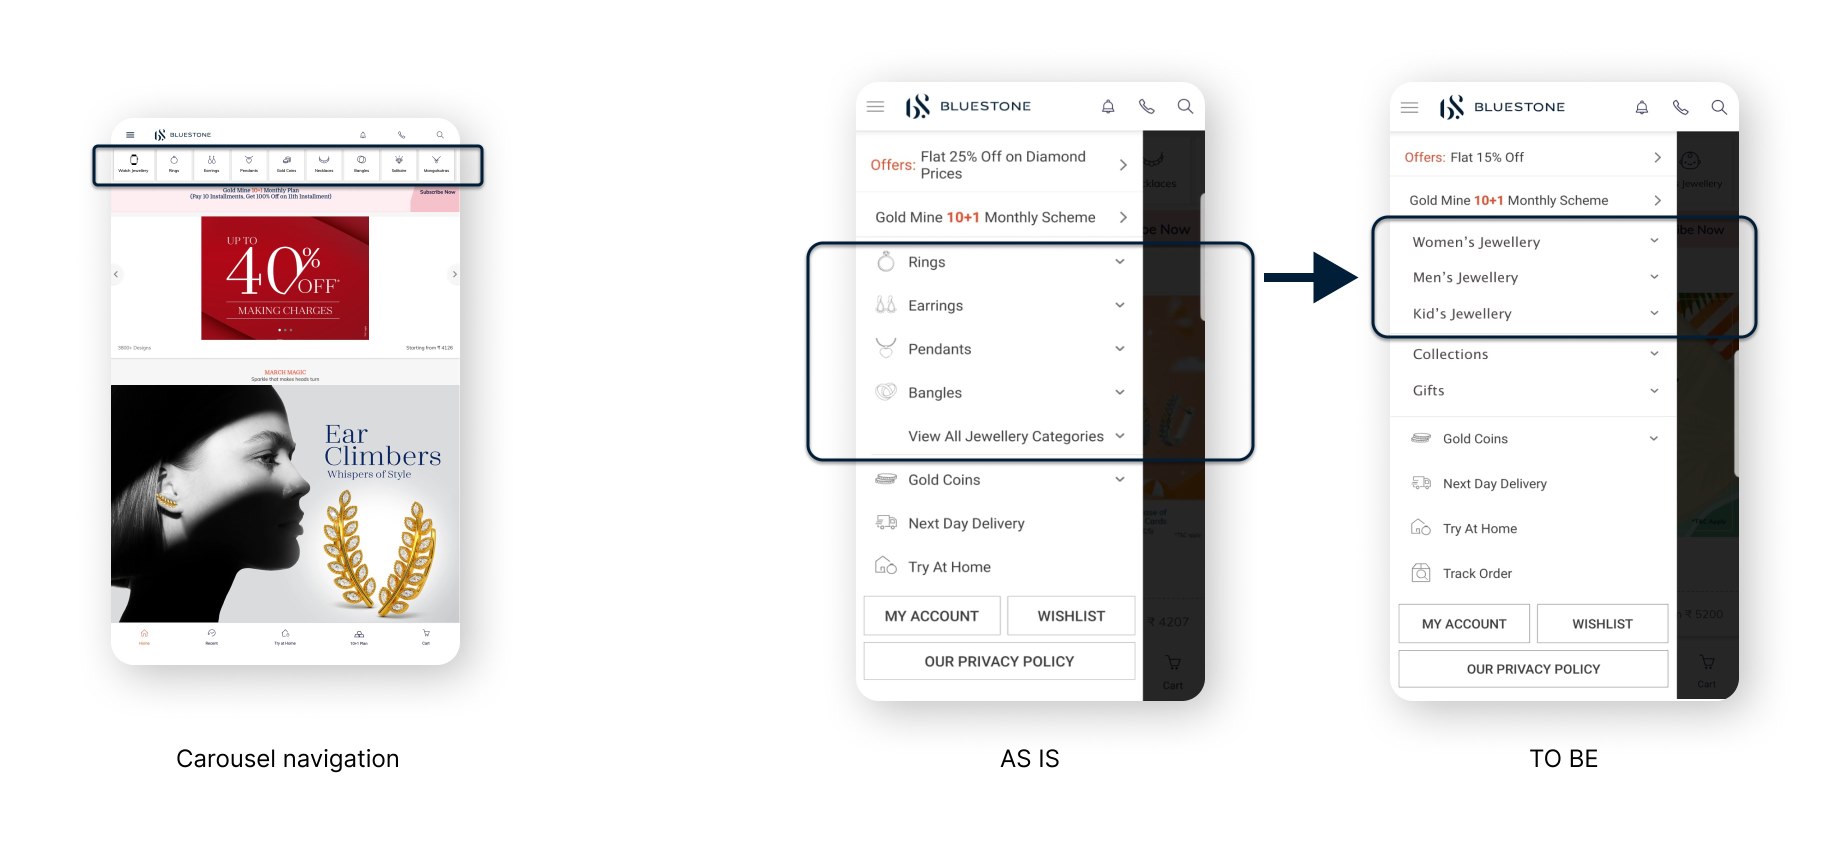 BLUESTONE
Watch Jewellery
Rings
Earrings
Pendants
Gold Coins
Necklaces
Bangles
Solitaire
Mangalsutras
Gold Mine 10+1 Monthly Plan
(Pay 10 Installments, Get 100% Off on 11th Installment)
Subscribe Now
UP TO
40% OFF*
MAKING CHARGES
Starting from ₹ 4126
MARCH MAGIC
Sparkle that makes heads turn
Ear
Climbers
Whispers of Style
Home
Recent
Try at Home
10+1 Plan
Cart
Carousel navigation
BLUESTONE
Offers: Flat 25% Off on Diamond
Prices
Gold Mine 10+1 Monthly Scheme
Rings
Earrings
Pendants
Bangles
View All Jewellery Categories
Gold Coins
Next Day Delivery
Try At Home
MY ACCOUNT
WISHLIST
OUR PRIVACY POLICY
klaces
be Now
₹ 4207
Cart
AS IS
BLUESTONE
Offers: Flat 15% Off
Gold Mine 10+1 Monthly Scheme
Women's Jewellery
Men's Jewellery
Kid's Jewellery
Collections
Gifts
Gold Coins
Next Day Delivery
Try At Home
Track Order
MY ACCOUNT
WISHLIST
OUR PRIVACY POLICY
Jewellery
ibe Now
₹ 5200
Cart
TO BE